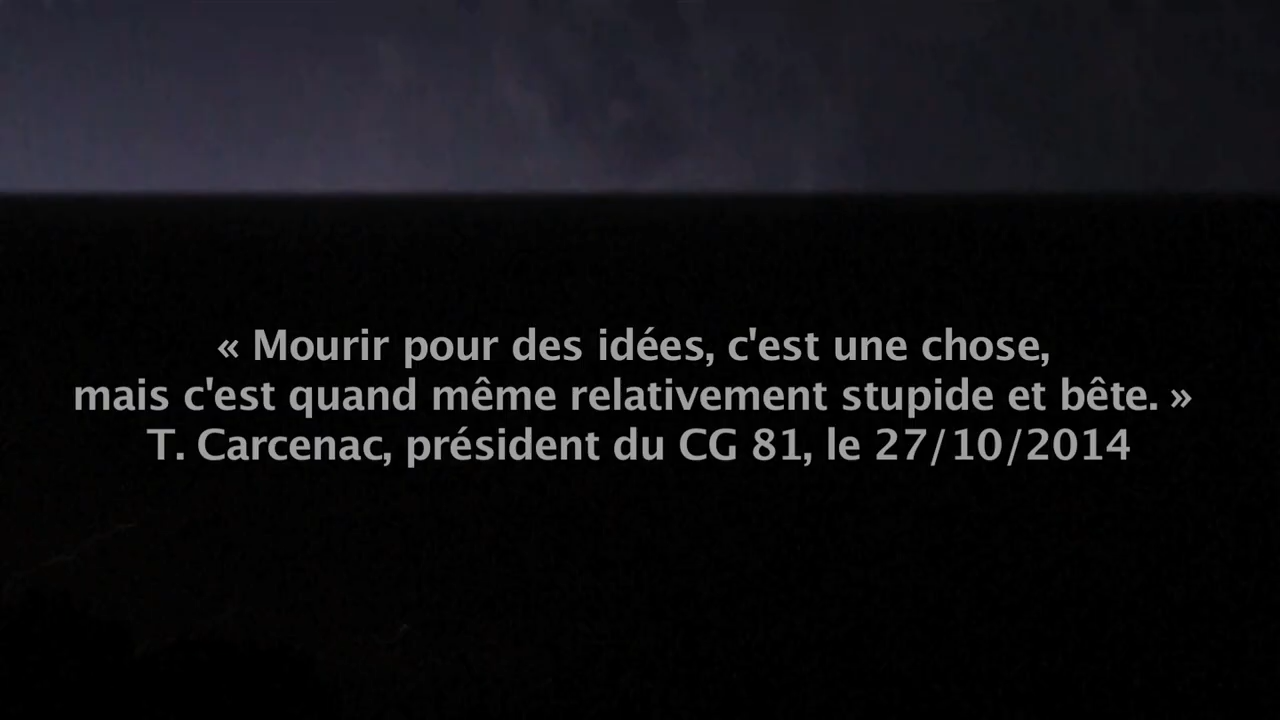 « Mourir pour des idées, c'est une chose,
mais c'est quand même relativement stupide et bête. »
T. Carcenac, président du CG 81, le 27/10/2014